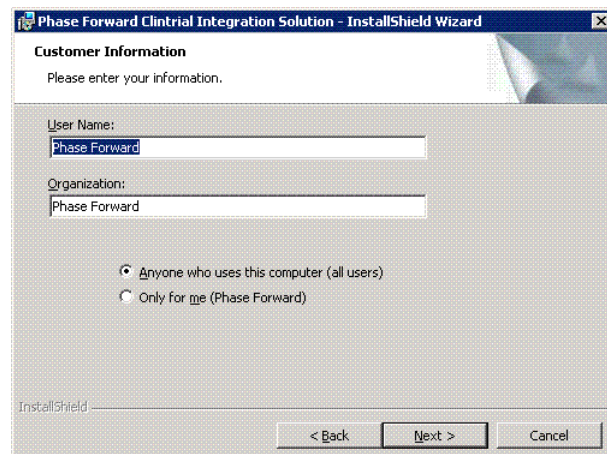 Phase Forward Clintrial Integration Solution - InstallShield Wizard
Customer Information
Please enter your information.
User Name:
Phase Forward
Organization:
Phase Forward
Anyone who uses this computer (all users)
Only for me (Phase Forward)
InstallShield
< Back Next > Cancel